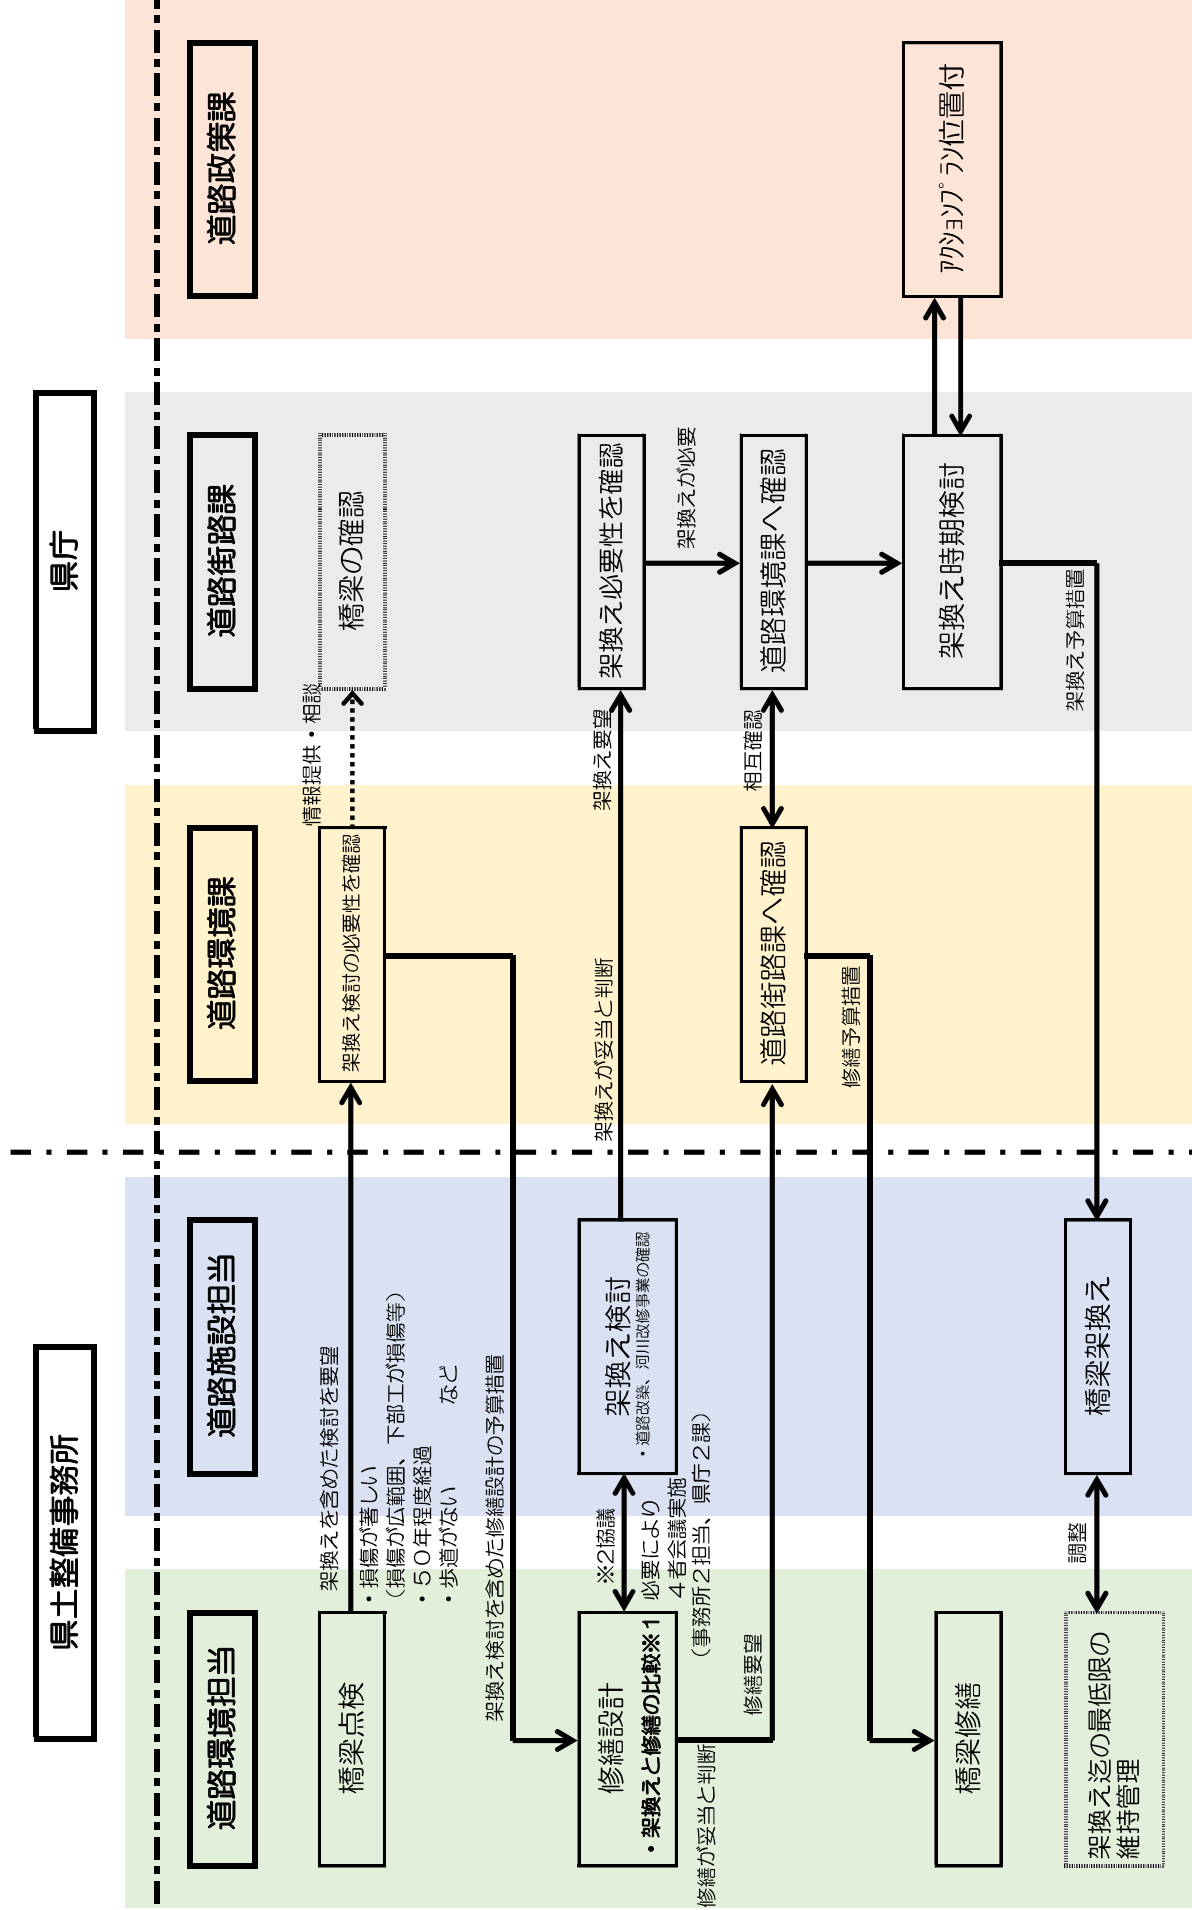 県土整備事務所
県庁
道路環境担当
道路施設担当
道路環境課
道路街路課
道路政策課
橋梁点検
架換えを含めた検討を要望
・損傷が著しい
（損傷が広範囲、下部工が損傷等）
・５０年程度経過
・歩道がない　　　　など
架換え検討の必要性を確認
情報提供・相談
橋梁の確認
架換え検討を含めた修繕設計の予算措置
修繕設計
・架換えと修繕の比較※１
※２協議
必要により
４者会議実施
（事務所２担当、県庁２課）
架換え検討
・道路改築、河川改修事業の確認
架換えが妥当と判断
架換え要望
架換え必要性を確認
架換えが必要
修繕が妥当と判断
修繕要望
道路街路課へ確認
相互確認
道路環境課へ確認
修繕予算措置
橋梁修繕
架換え時期検討
ｱｸｼｮﾝﾌﾟﾗﾝ位置付
架換え予算措置
架換え迄の最低限の
維持管理
調整
橋梁架換え